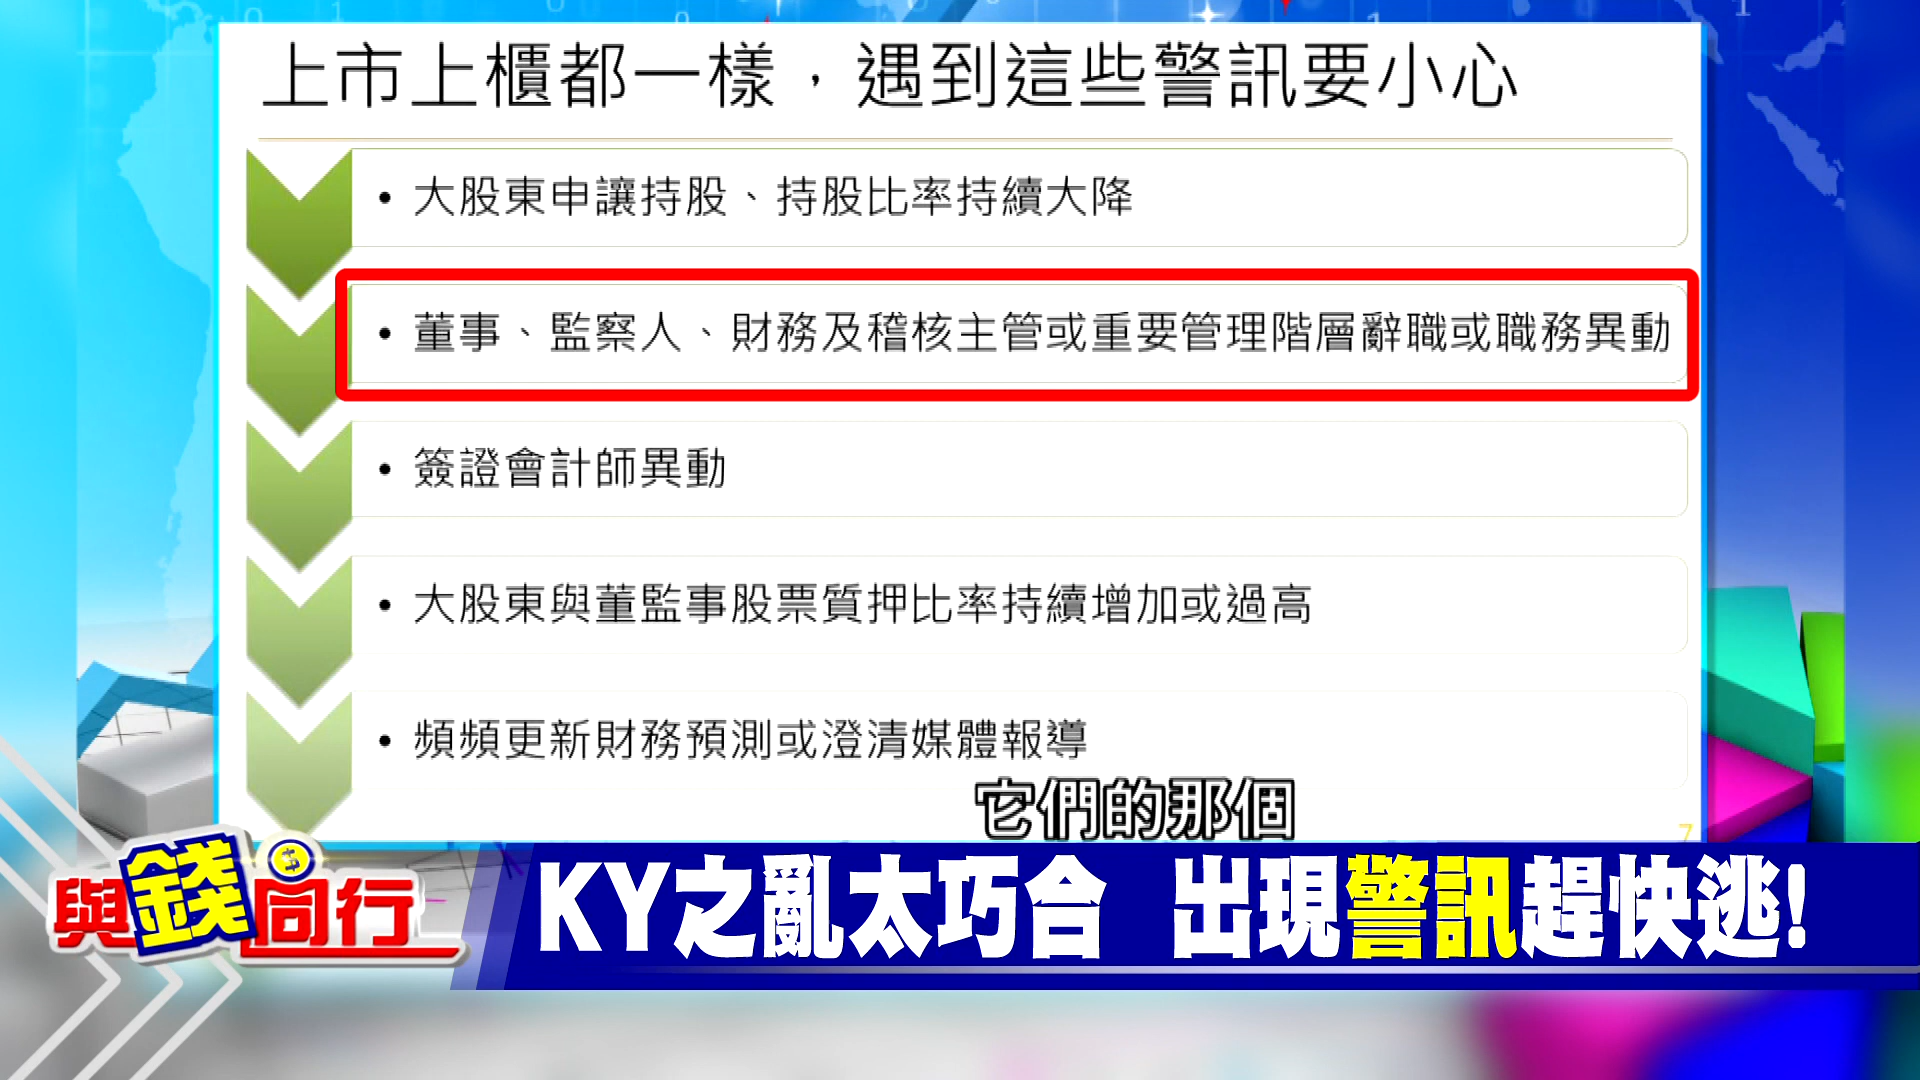 上市上櫃都一樣，遇到這些警訊要小心
• 大股東申讓持股、持股比率持續大降
• 董事、監察人、財務及稽核主管或重要管理階層辭職或職務異動
• 簽證會計師異動
• 大股東與董監事股票質押比率持續增加或過高
• 頻頻更新財務預測或澄清媒體報導
它們的那個
7
與錢同行
KY之亂太巧合 出現警訊趕快逃!